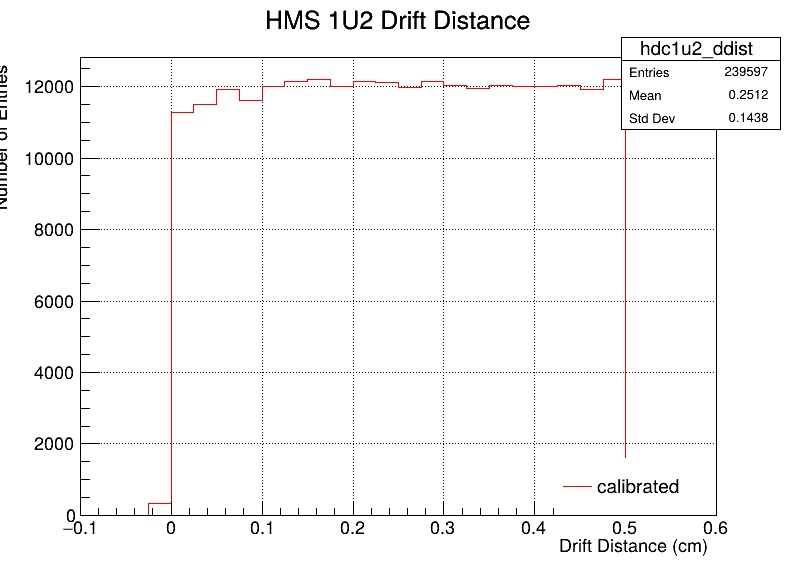 HMS 1U2 Drift Distance
hdc1u2_ddist
Entries 239597
Mean 0.2512
Std Dev 0.1438
Number of Entries
12000
10000
8000
6000
4000
2000
0
−0.1 0 0.1 0.2 0.3 0.4 0.5 0.6
Drift Distance (cm)
calibrated